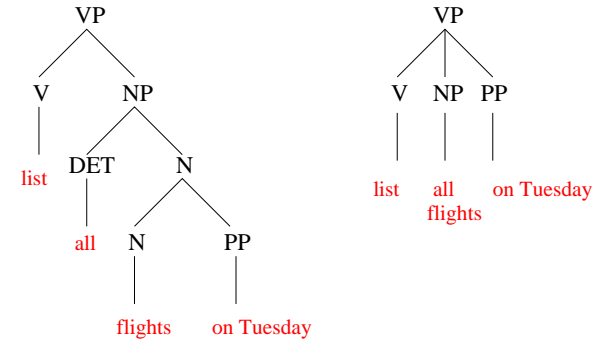 VP VP
V NP V NP PP
DET N
list list all on Tuesday
flights
all N PP
flights on Tuesday